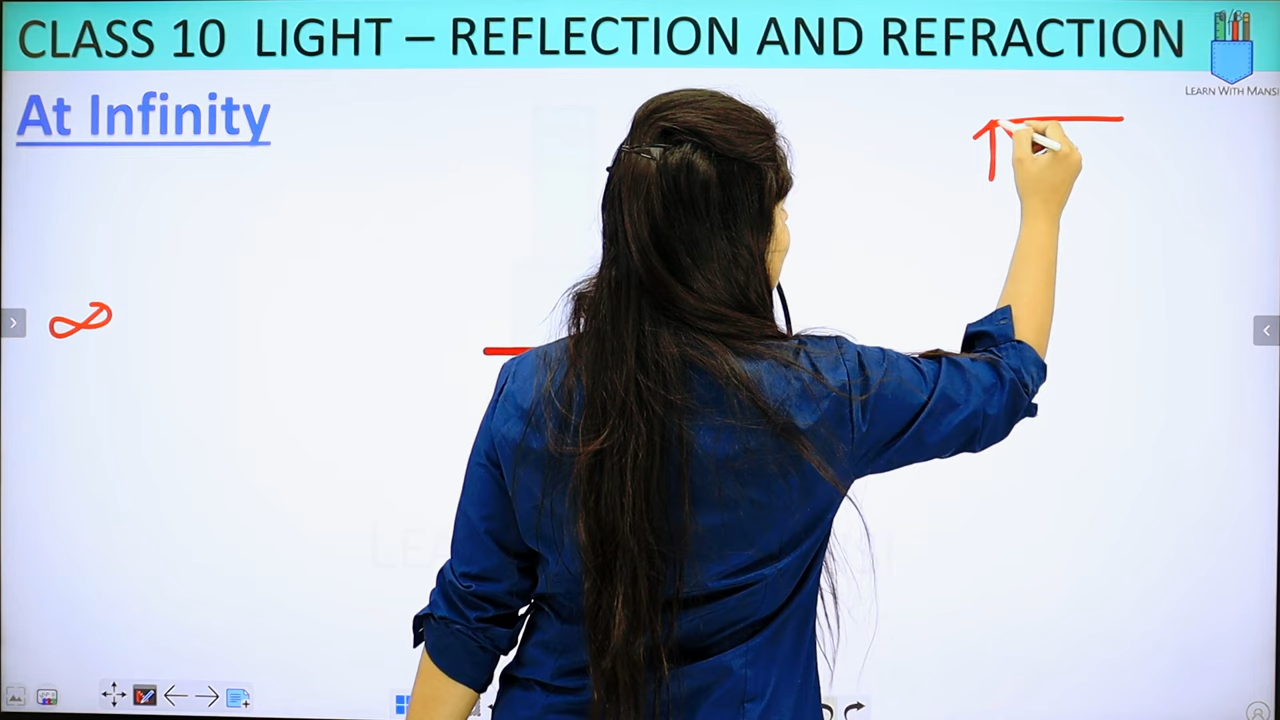 CLASS 10 LIGHT – REFLECTION AND REFRACTION
LEARN WITH MANSI
At Infinity
∞